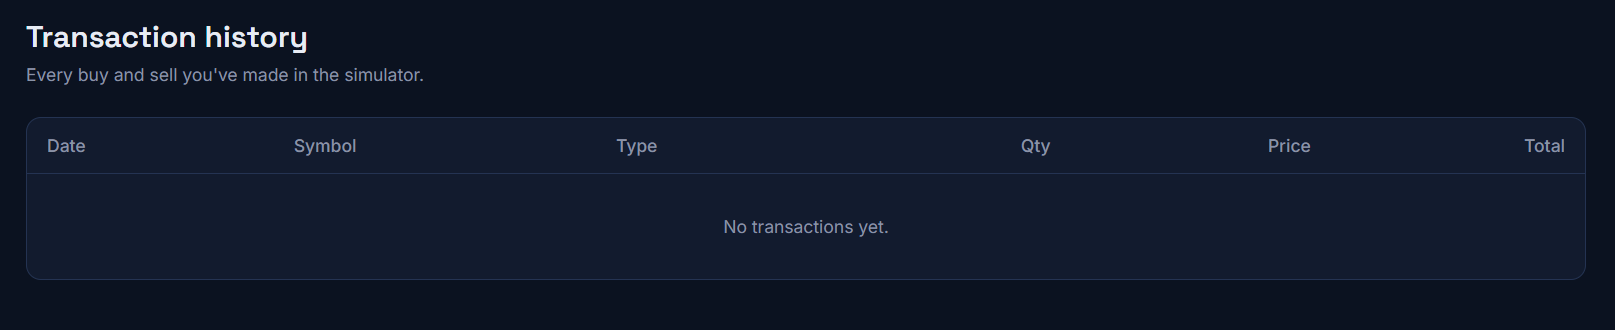 Transaction history
Every buy and sell you've made in the simulator.
Date Symbol Type Qty Price Total
No transactions yet.